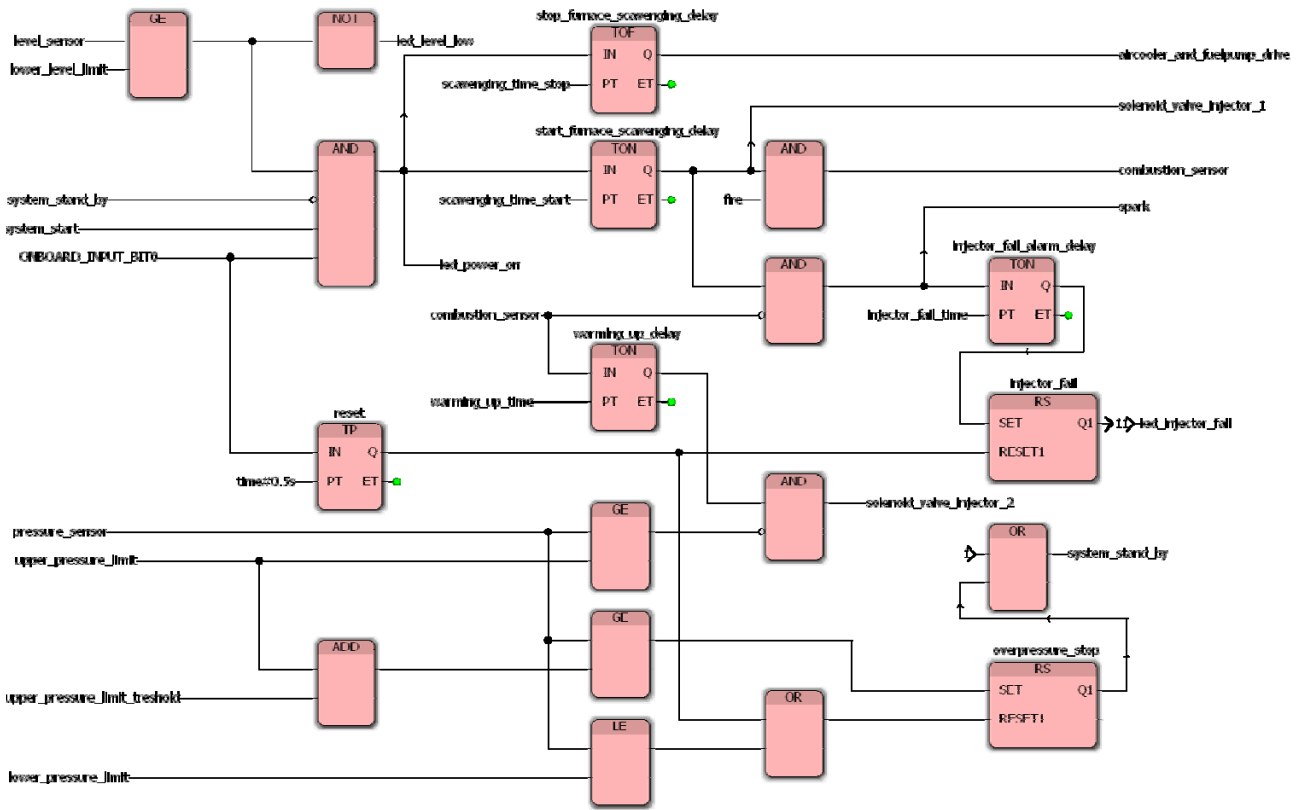 GE
NOT
stop_furnace_scavenging_delay
level_sensor
led_level_low
TOF
lower_level_limit
IN Q
aircooler_and_fuelpump_drive
scavenging_time_stop
PT ET
solenoid_valve_injector_1
start_furnace_scavenging_delay
AND
TON
AND
IN Q
combustion_sensor
system_stand_by
scavenging_time_start
PT ET
fire
spark
system_start
ONBOARD_INPUT_BIT0
led_power_on
AND
injector_fail_alarm_delay
TON
IN Q
combustion_sensor
injector_fail_time
PT ET
warming_up_delay
TON
IN Q
injector_fail
RS
warming_up_time
PT ET
reset
TP
SET Q1
1
led_injector_fail
IN Q
RESET1
time#0.5s
PT ET
AND
solenoid_valve_injector_2
pressure_sensor
GE
OR
upper_pressure_limit
1
system_stand_by
GE
ADD
overpressure_stop
RS
upper_pressure_limit_treshold
SET Q1
OR
RESET1
LE
lower_pressure_limit